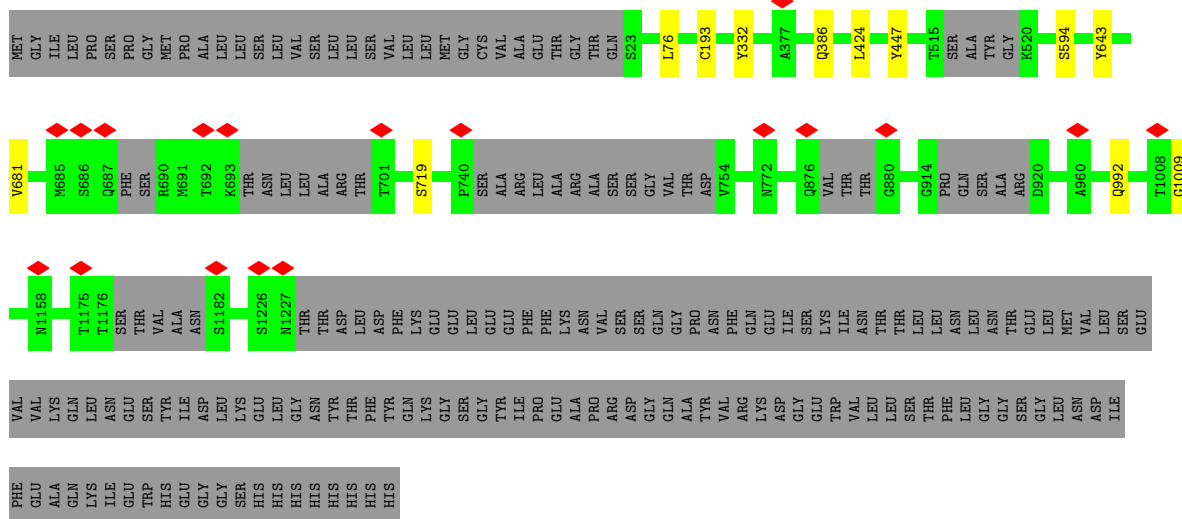 MET GLY ILE LEU PRO SER PRO GLY MET PRO ALA LEU LEU SER LEU VAL SER LEU LEU SER VAL LEU LEU MET GLY CYS VAL ALA GLU THR GLY THR GLN S23 L76 C193 Y332 A377 Q386 L424 Y447 T515 SER ALA TYR GLY K520 S594 Y643
V681 M685 S686 Q687 PHE SER R690 M691 T692 K693 THR ASN LEU LEU ALA ARG THR T701 S719 P740 SER ALA ARG LEU ALA ARG ALA SER SER GLY VAL THR ASP V754 N772 Q876 VAL THR THR G880 G914 PRO GLN SER ALA ARG D920 A960 Q992 T1008 G1009
N1158 T1175 T1176 SER THR VAL ALA ASN S1182 S1226 N1227 THR THR ASP LEU ASP PHE LYS GLU GLU LEU GLU GLU PHE PHE LYS ASN VAL SER SER GLN GLY PRO ASN PHE GLN GLU ILE SER LYS ILE ASN THR THR LEU LEU ASN LEU ASN THR GLU LEU MET VAL LEU SER GLU
VAL VAL LYS GLN LEU ASN GLU SER TYR ILE ASP LEU LYS GLU LEU GLY ASN TYR THR PHE TYR GLN LYS GLY SER GLY TYR ILE PRO GLU ALA PRO ARG ASP GLY GLN ALA TYR VAL ARG LYS ASP GLY GLU TRP VAL LEU LEU SER THR PHE LEU GLY GLY SER GLY LEU ASN ASP ILE
PHE GLU ALA GLN LYS ILE GLU TRP HIS GLU GLY GLY SER HIS HIS HIS HIS HIS HIS HIS HIS